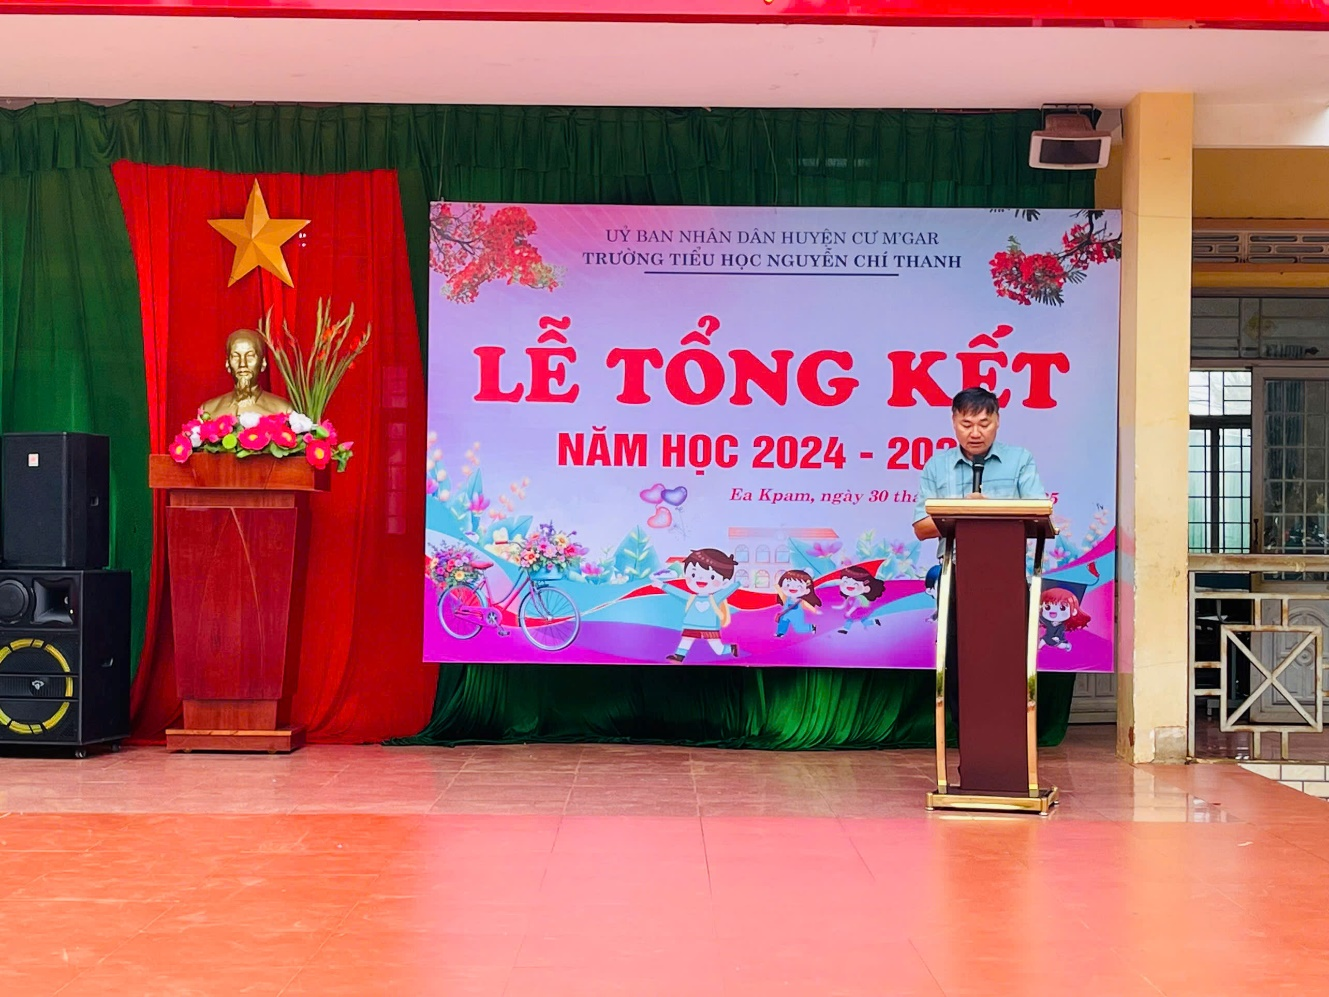 UỶ BAN NHÂN DÂN HUYỆN CƯ M'GAR
TRƯỜNG TIỂU HỌC NGUYỄN CHÍ THANH
LỄ TỔNG KẾT
NĂM HỌC 2024 - 20
Ea Kpam, ngày 30